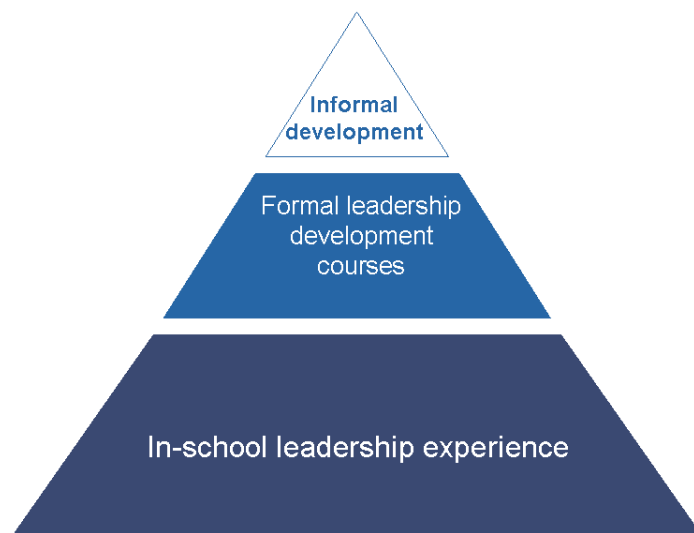 Informal
development
Formal leadership
development
courses
In-school leadership experience